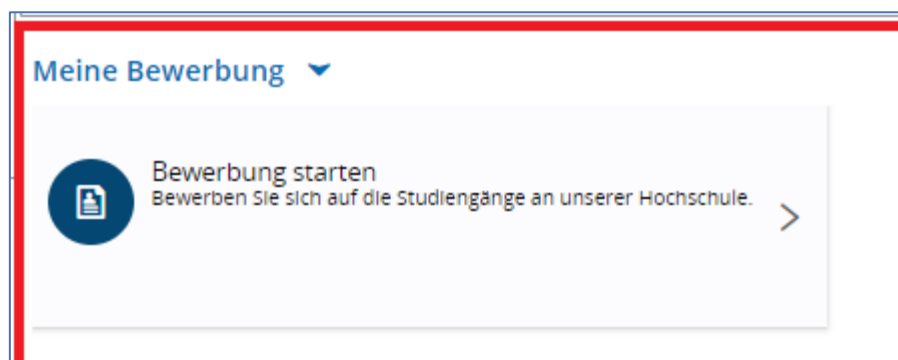 Meine Bewerbung
Bewerbung starten
Bewerben Sie sich auf die Studiengänge an unserer Hochschule.